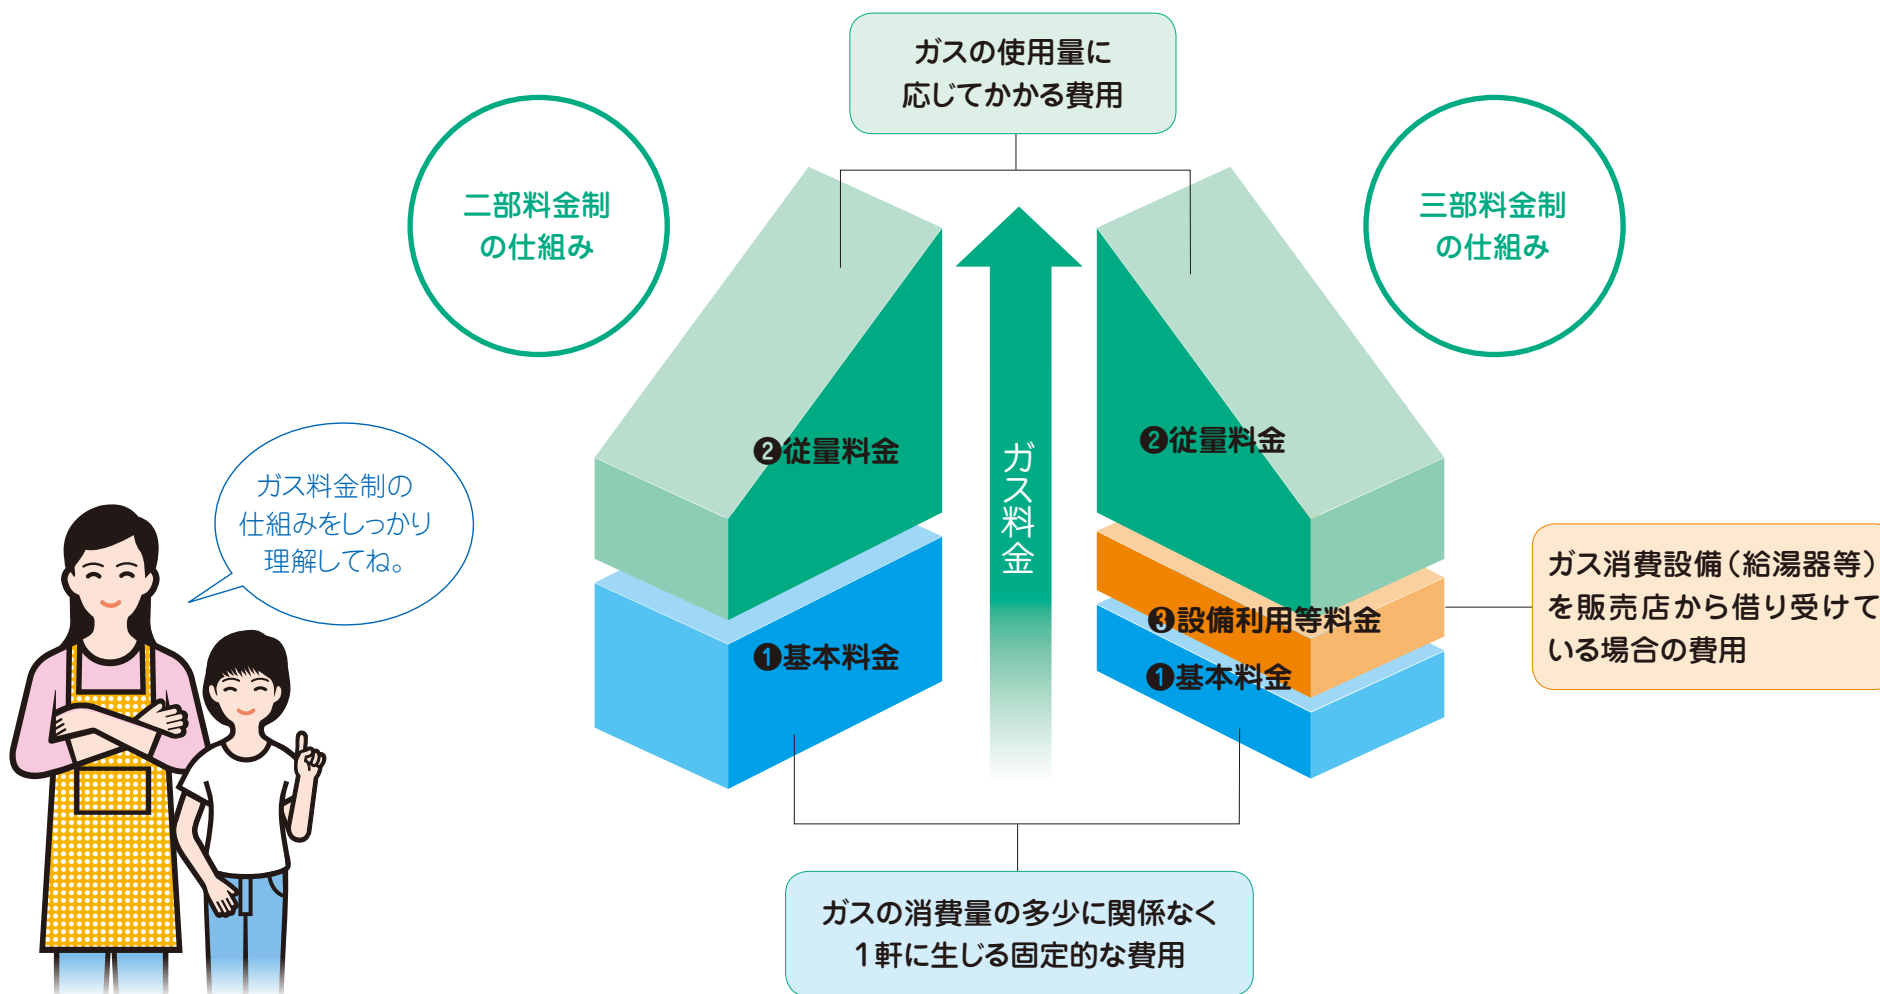 ガスの使用量に
応じてかかる費用
二部料金制
の仕組み
三部料金制
の仕組み
❷従量料金
❶基本料金
ガス料金
❷従量料金
❸設備利用等料金
❶基本料金
ガス料金制の
仕組みをしっかり
理解してね。
ガス消費設備（給湯器等）
を販売店から借り受けて
いる場合の費用
ガスの消費量の多少に関係なく
1軒に生じる固定的な費用